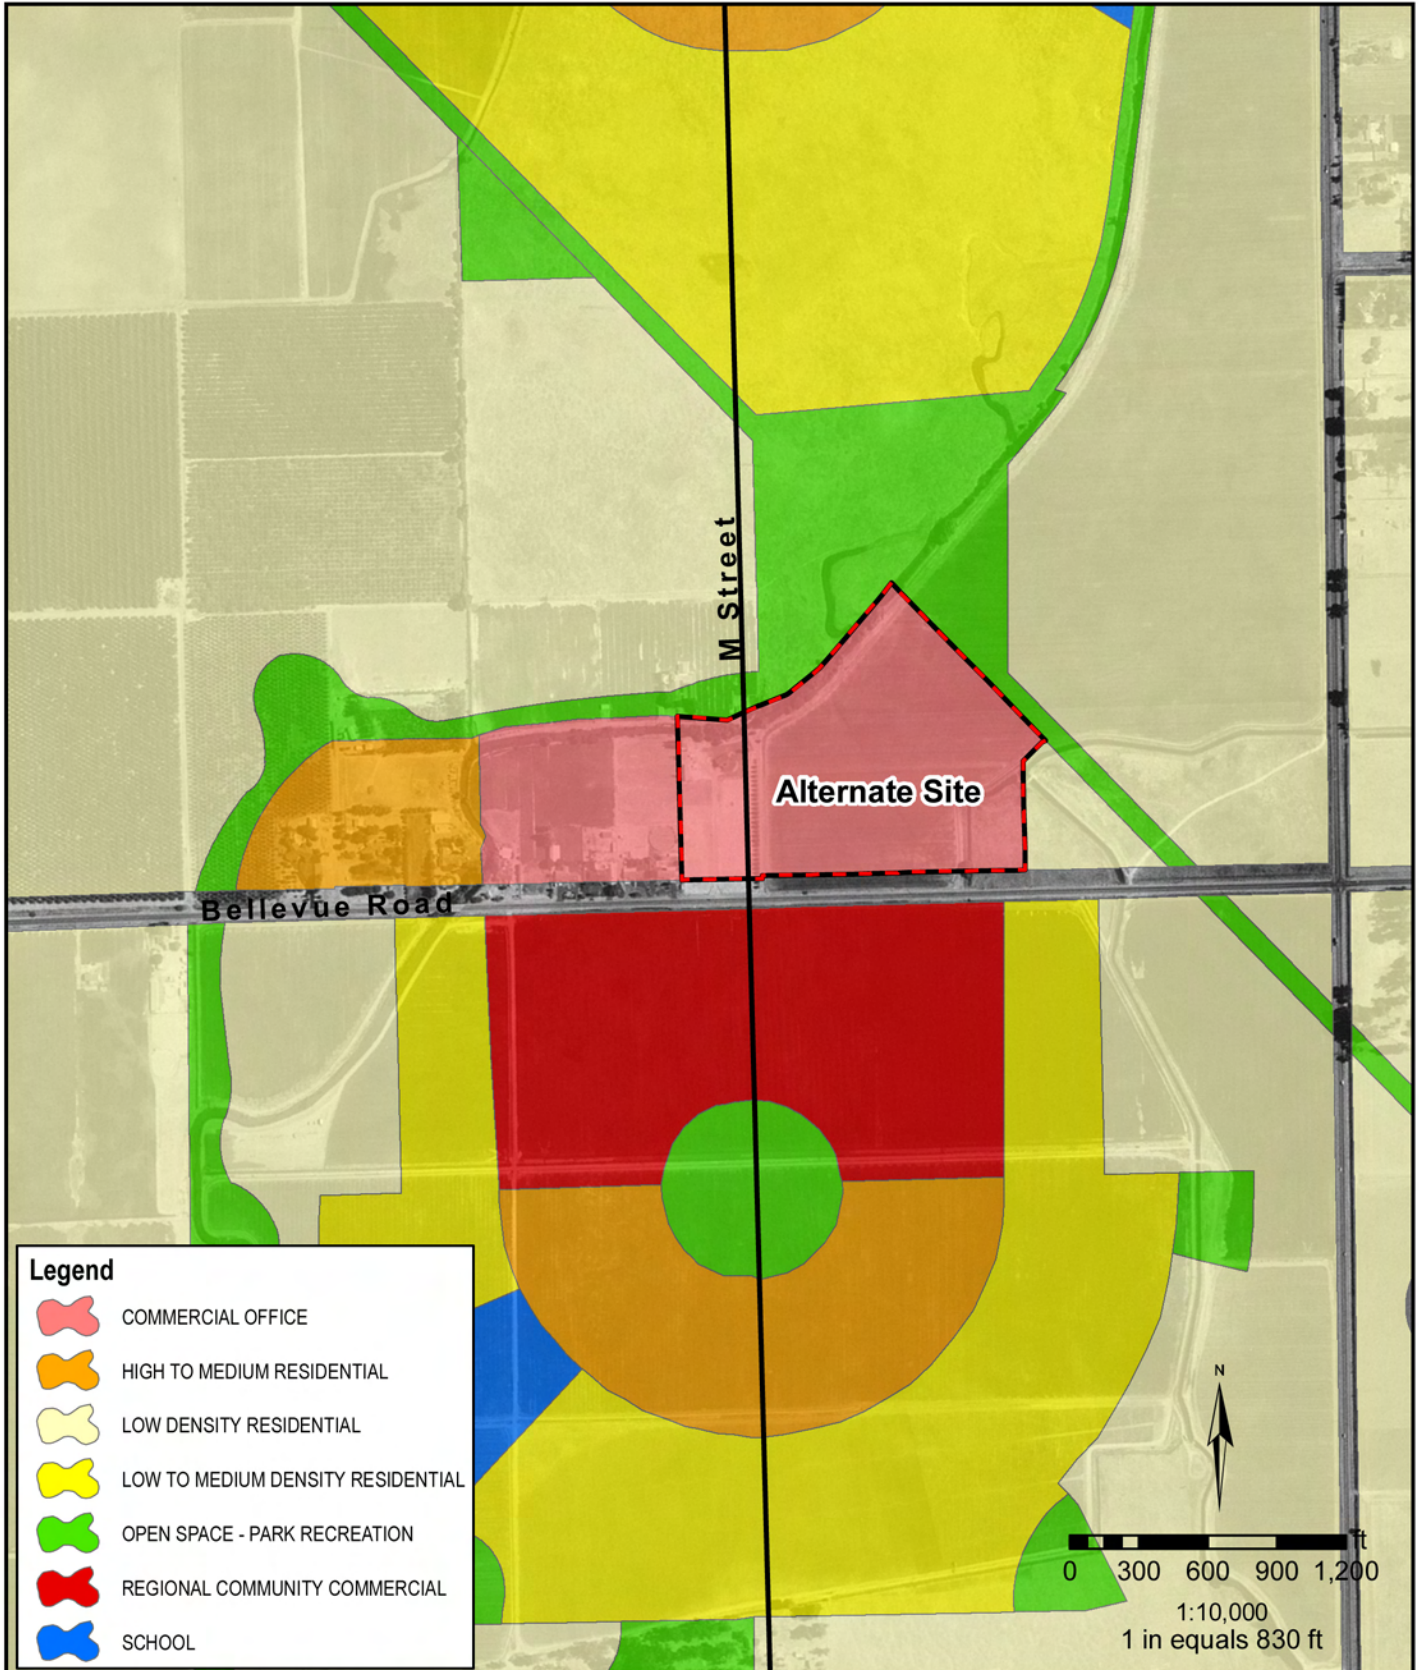 M Street
Alternate Site
Bellevue Road
Legend
COMMERCIAL OFFICE
HIGH TO MEDIUM RESIDENTIAL
LOW DENSITY RESIDENTIAL
LOW TO MEDIUM DENSITY RESIDENTIAL
OPEN SPACE - PARK RECREATION
REGIONAL COMMUNITY COMMERCIAL
SCHOOL
N
ft
0 300 600 900 1,200
1:10,000
1 in equals 830 ft